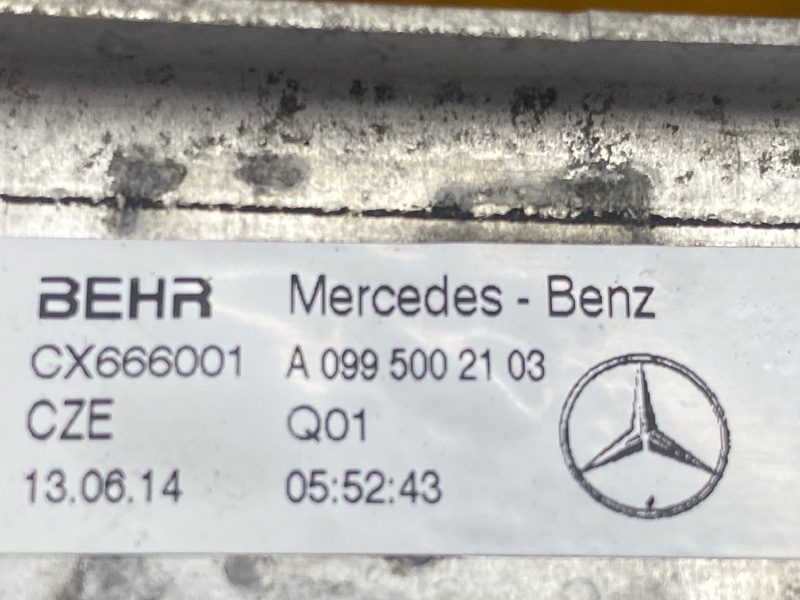 BEHR Mercedes - Benz
CX666001 A 099 500 21 03
CZE Q01
13.06.14 05:52:43